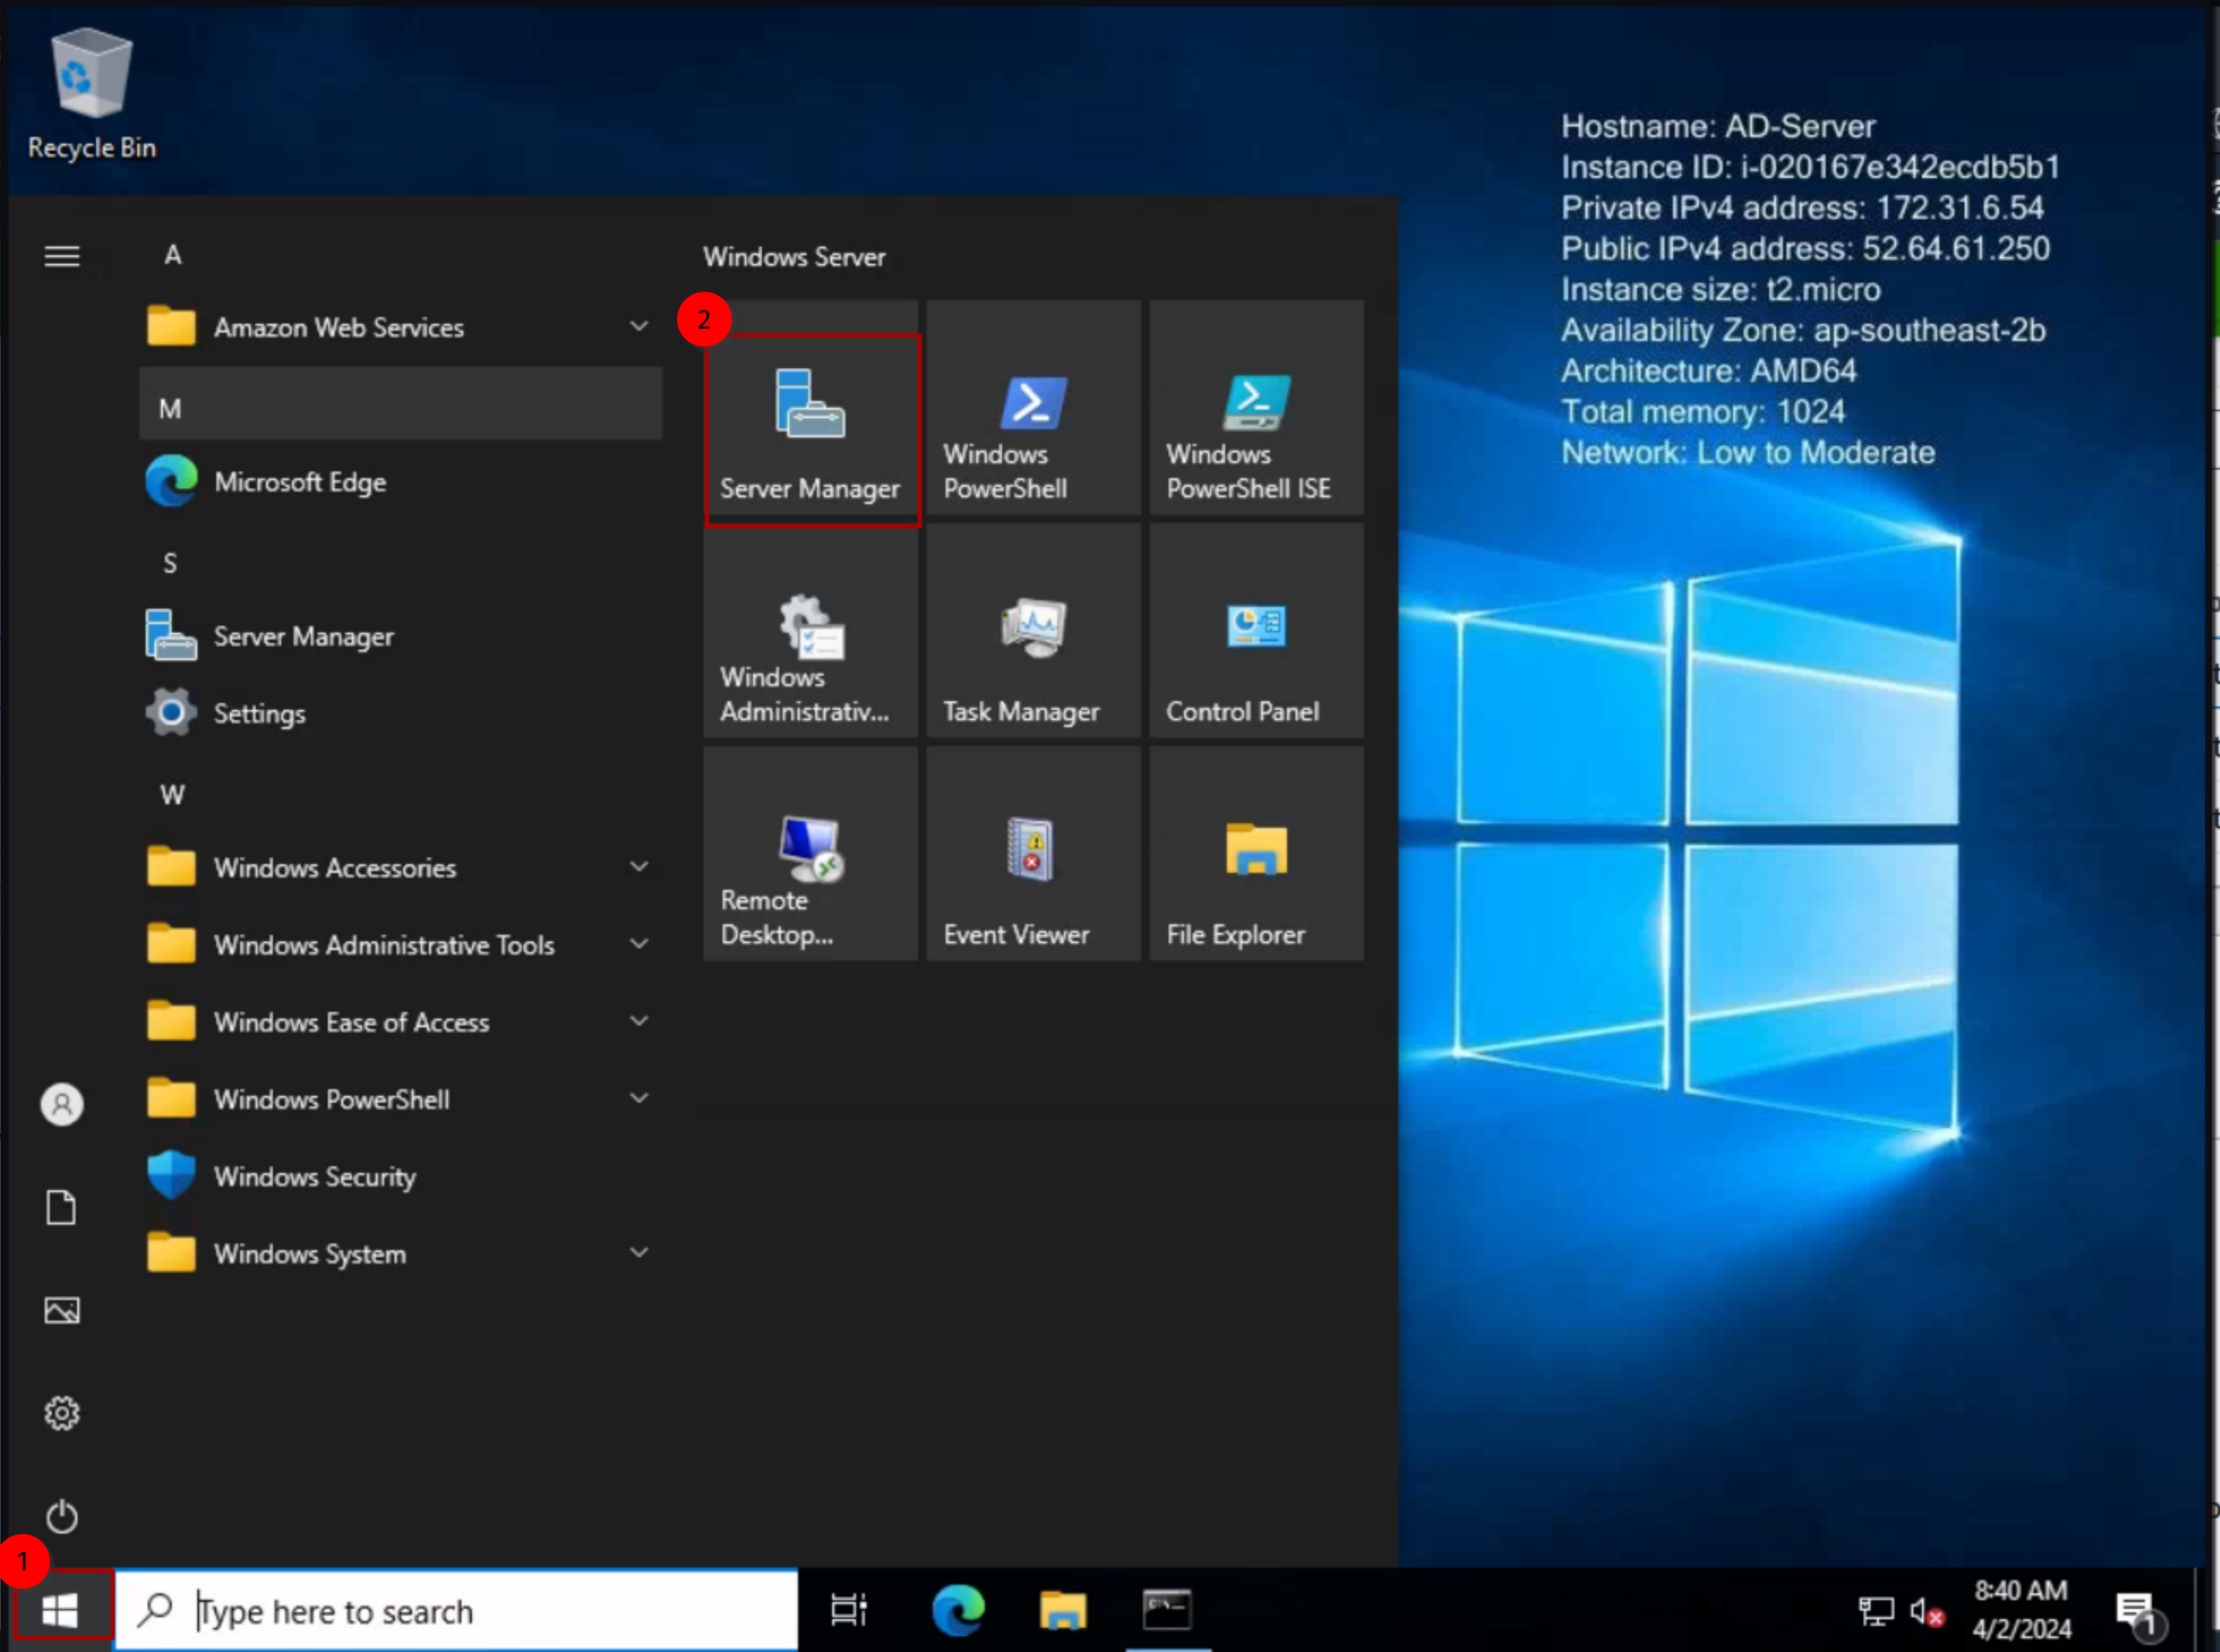 Recycle Bin
Hostname: AD-Server
Instance ID: i-020167e342ecdb5b1
Private IPv4 address: 172.31.6.54
Public IPv4 address: 52.64.61.250
Instance size: t2.micro
Availability Zone: ap-southeast-2b
Architecture: AMD64
Total memory: 1024
Network: Low to Moderate
A
Amazon Web Services
M
Microsoft Edge
S
Server Manager
Settings
W
Windows Accessories
Windows Administrative Tools
Windows Ease of Access
Windows PowerShell
Windows Security
Windows System
Windows Server
2
Server Manager
Windows
PowerShell
Windows
PowerShell ISE
Windows
Administrativ...
Task Manager
Control Panel
Remote
Desktop...
Event Viewer
File Explorer
1
Type here to search
8:40 AM
4/2/2024
1